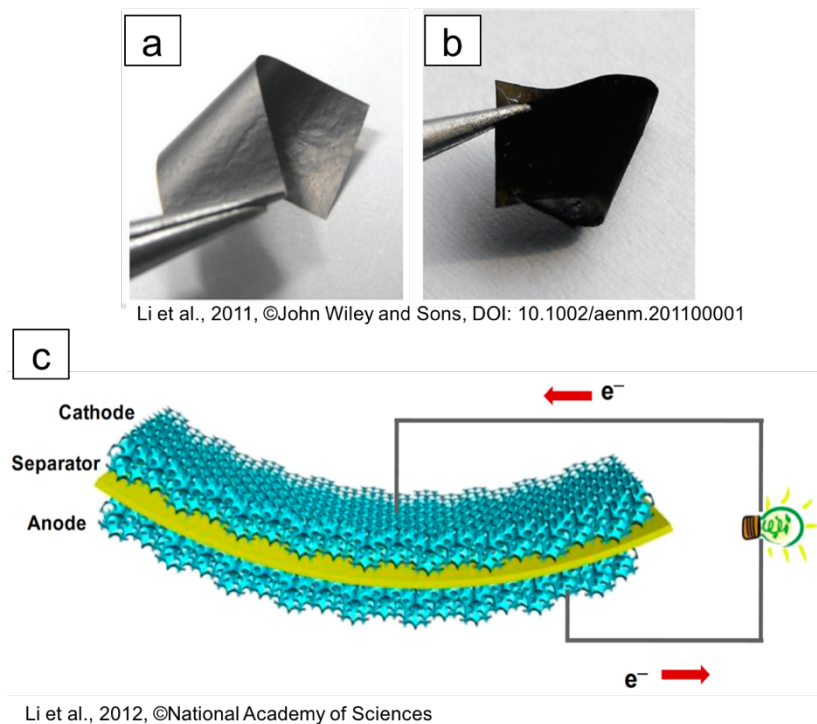 a
b
Li et al., 2011, ©John Wiley and Sons, DOI: 10.1002/aenm.201100001
c
e–
Cathode
Separator
Anode
e–
Li et al., 2012, ©National Academy of Sciences